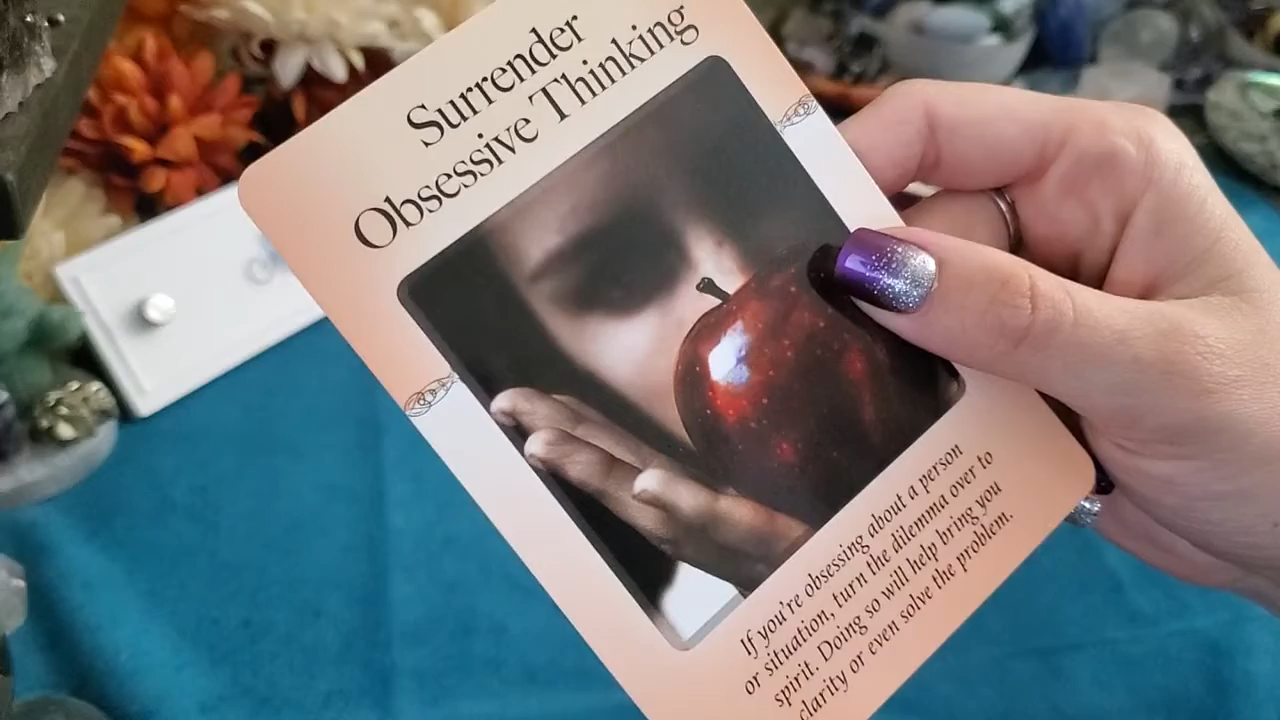 Surrender
Obsessive Thinking
If you're obsessing about a person
or situation, turn the dilemma over to
spirit. Doing so will help bring you
clarity or even solve the problem.